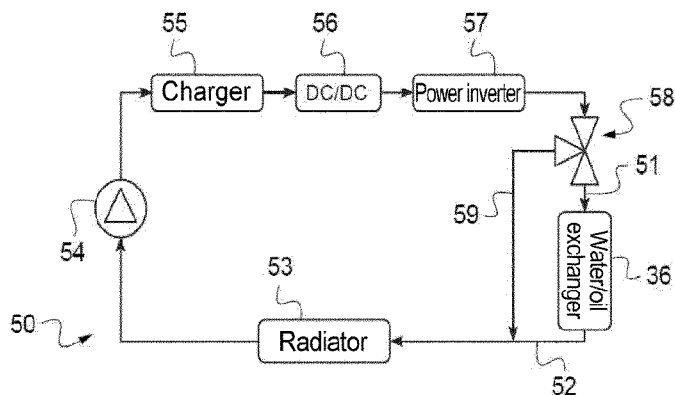 55
56
57
Charger
DC/DC
Power inverter
58
51
59
54
Water/oil
exchanger
36
53
50
Radiator
52